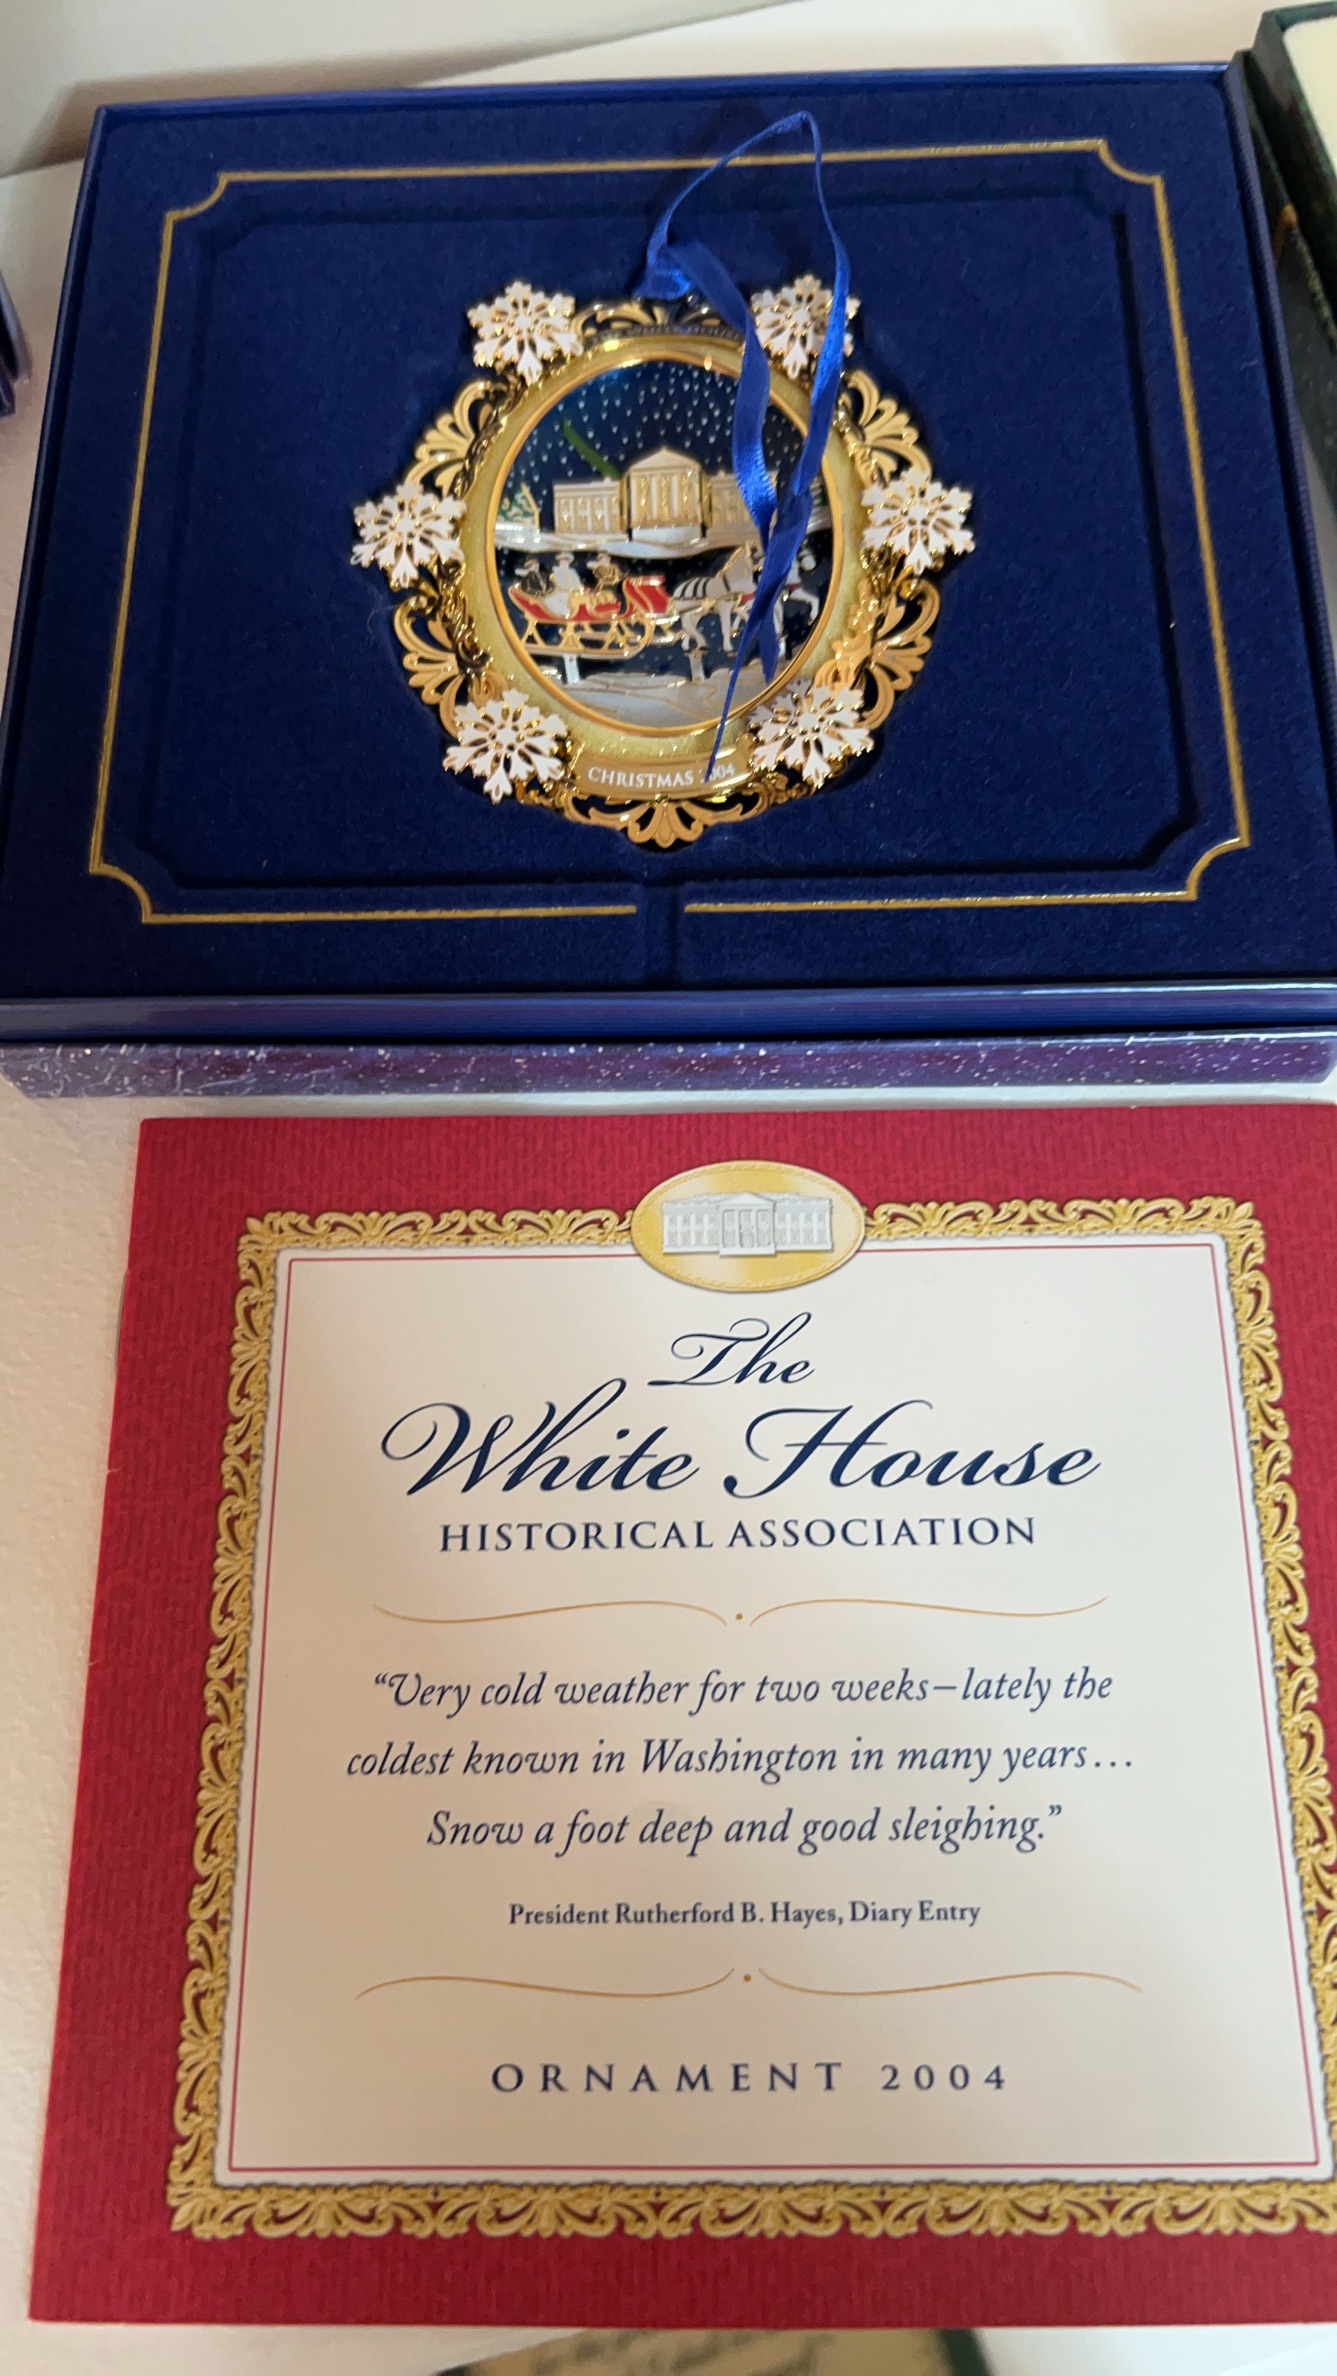 CHRISTMAS 2004
The
White House
HISTORICAL ASSOCIATION
“Very cold weather for two weeks—lately the
coldest known in Washington in many years...
Snow a foot deep and good sleighing.”
President Rutherford B. Hayes, Diary Entry
ORNAMENT 2004